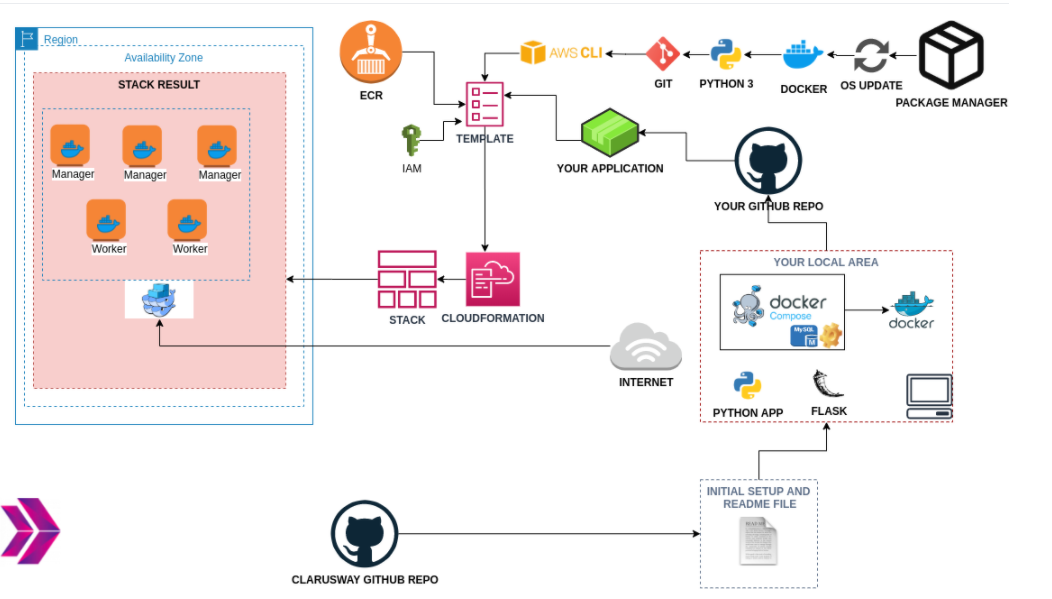 Region
Availability Zone
STACK RESULT
Manager
Manager
Manager
Worker
Worker
ECR
IAM
TEMPLATE
AWS CLI
GIT
PYTHON 3
DOCKER
OS UPDATE
PACKAGE MANAGER
YOUR APPLICATION
YOUR GITHUB REPO
STACK
CLOUDFORMATION
INTERNET
YOUR LOCAL AREA
docker
Compose
MySQL
M
docker
PYTHON APP
FLASK
INITIAL SETUP AND
README FILE
CLARUSWAY GITHUB REPO